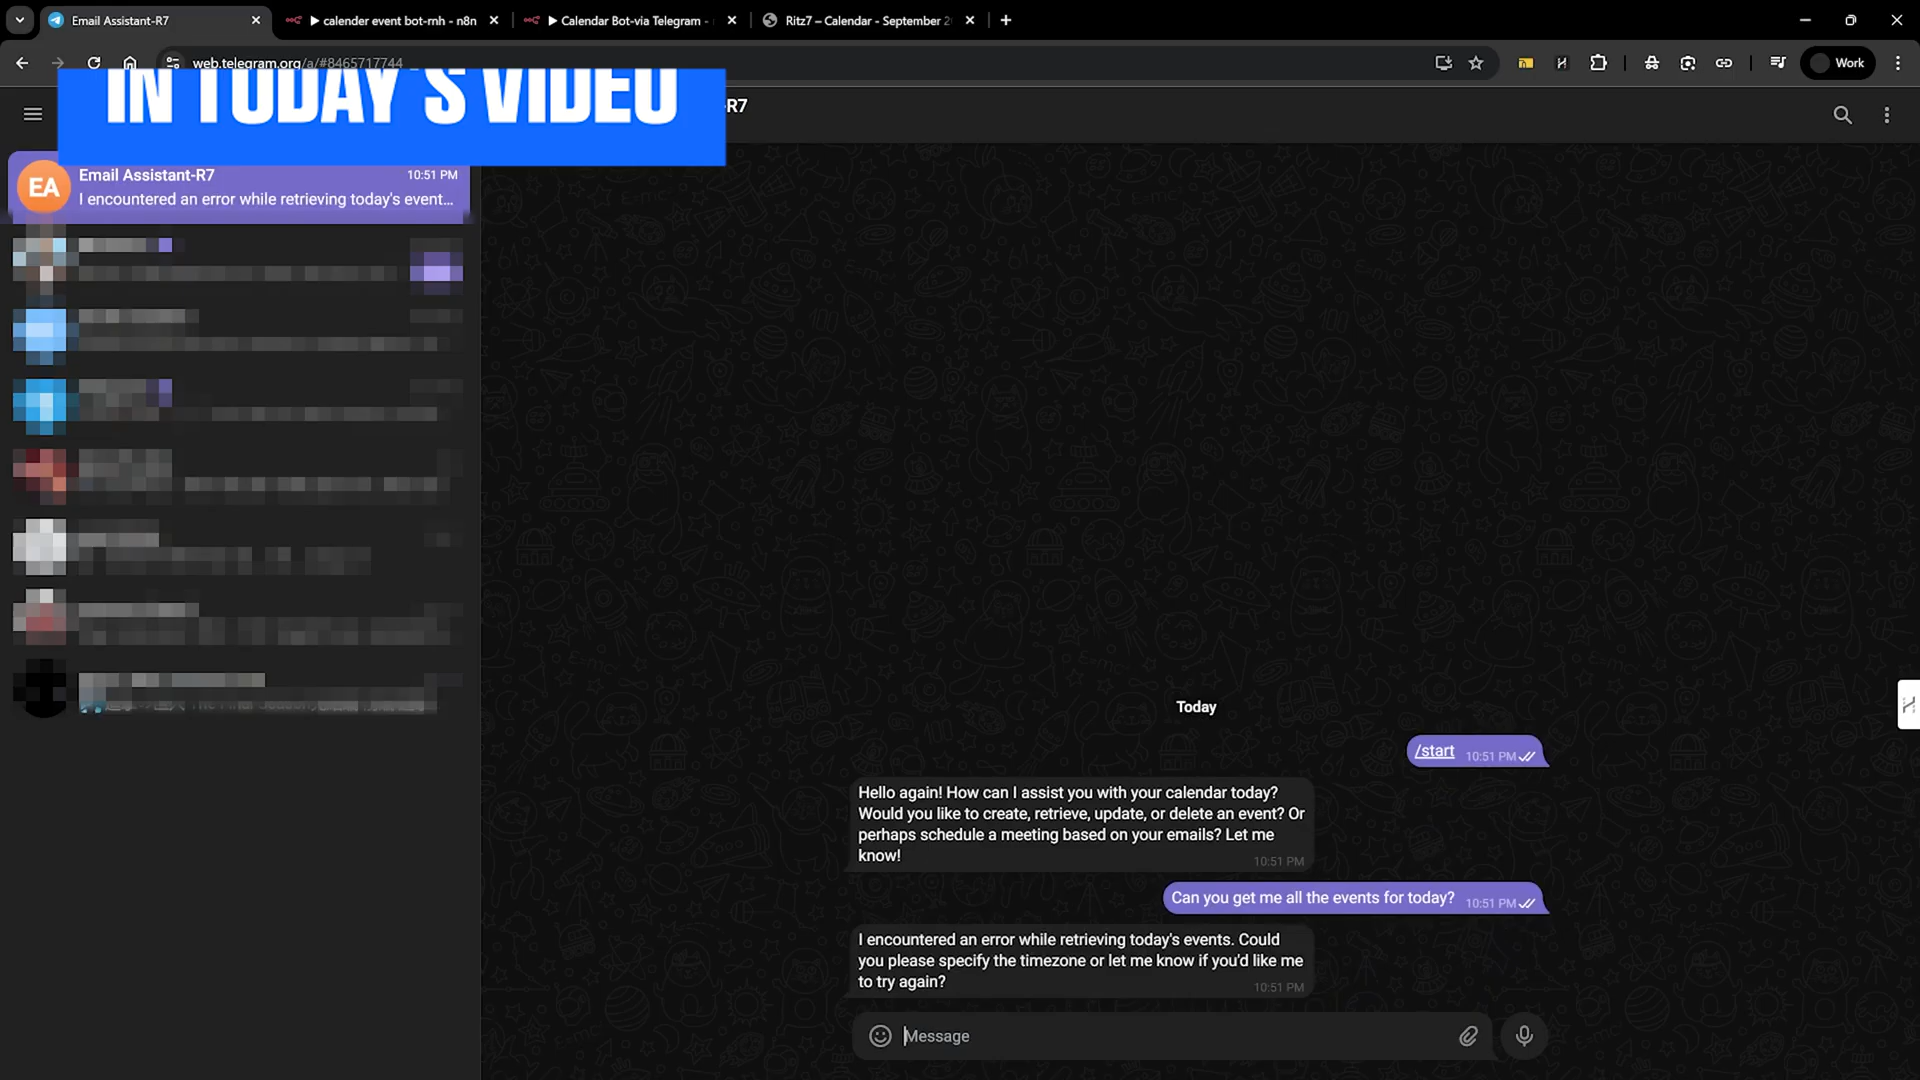 Email Assistant-R7
calender event bot-rnh - n8n
Calendar Bot-via Telegram -
Ritz7 – Calendar - September 2
web.telegram.org/a/#8465717744
Work
IN TODAY'S VIDEO
-R7
EA
Email Assistant-R7
10:51 PM
I encountered an error while retrieving today's event...
Today
/start 10:51 PM
Hello again! How can I assist you with your calendar today?
Would you like to create, retrieve, update, or delete an event? Or
perhaps schedule a meeting based on your emails? Let me
know!
10:51 PM
Can you get me all the events for today? 10:51 PM
I encountered an error while retrieving today's events. Could
you please specify the timezone or let me know if you'd like me
to try again?
10:51 PM
Message